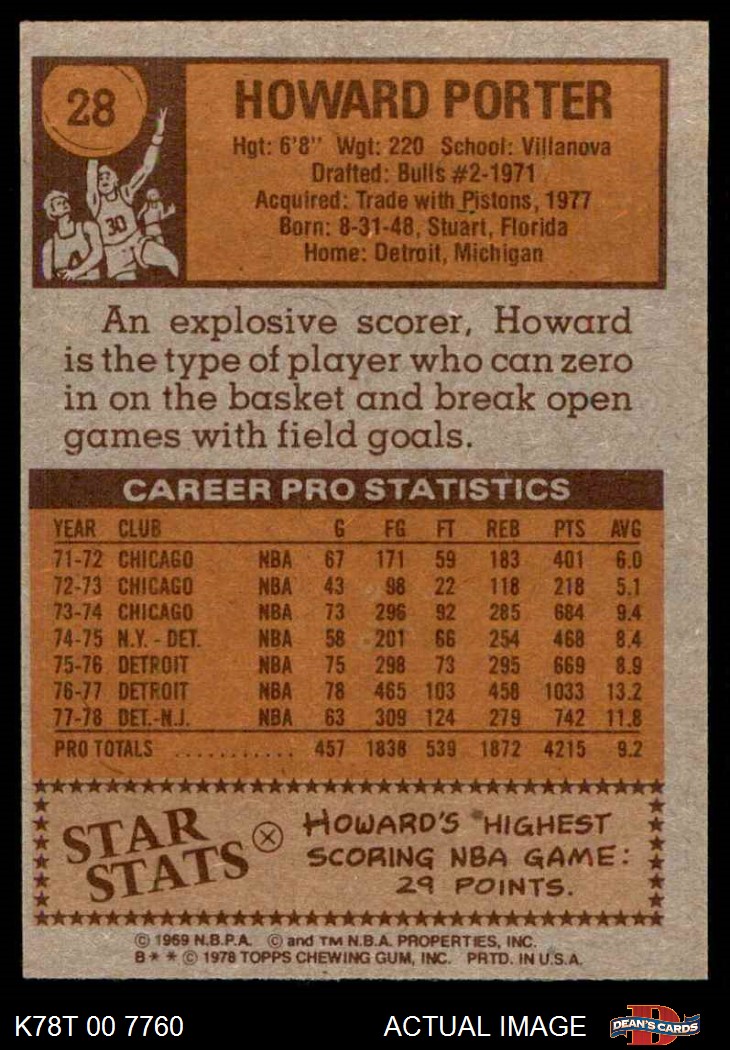 28
HOWARD PORTER
Hgt: 6'8" Wgt: 220 School: Villanova
Drafted: Bulls #2-1971
Acquired: Trade with Pistons, 1977
Born: 8-31-48, Stuart, Florida
Home: Detroit, Michigan
30
4
An explosive scorer, Howard
is the type of player who can zero
in on the basket and break open
games with field goals.
CAREER PRO STATISTICS
YEAR CLUB G FG FT REB PTS AVG
71-72 CHICAGO NBA 67 171 59 183 401 6.0
72-73 CHICAGO NBA 43 98 22 118 218 5.1
73-74 CHICAGO NBA 73 296 92 285 684 9.4
74-75 N.Y. - DET. NBA 58 201 66 254 468 8.4
75-76 DETROIT NBA 75 298 73 295 669 8.9
76-77 DETROIT NBA 78 465 103 458 1033 13.2
77-78 DET.-N.J. NBA 63 309 124 279 742 11.8
PRO TOTALS ........... 457 1838 539 1872 4215 9.2
STAR STATS
HOWARD'S HIGHEST
SCORING NBA GAME:
29 POINTS.
© 1969 N.B.P.A. © and TM N.B.A. PROPERTIES, INC.
B * * © 1978 TOPPS CHEWING GUM, INC. PRTD. IN U.S.A.
K78T 00 7760 ACTUAL IMAGE DEAN'S CARDS